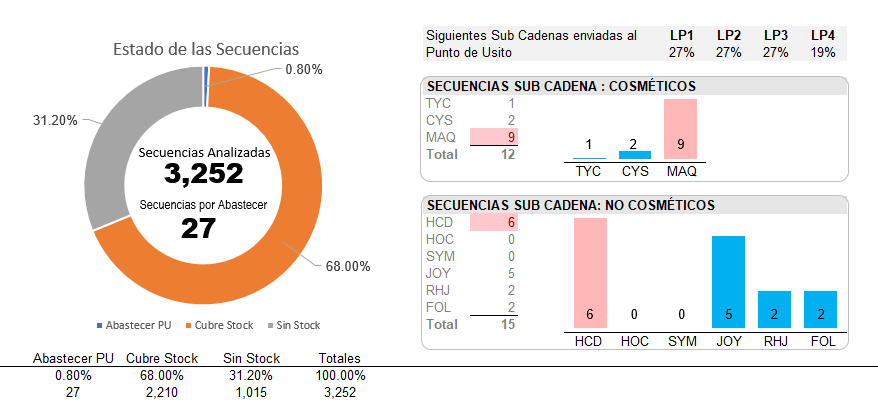 Estado de las Secuencias
0.80%
31.20%
Secuencias Analizadas
3,252
Secuencias por Abastecer
27
68.00%
Abastecer PU Cubre Stock Sin Stock
Abastecer PU Cubre Stock Sin Stock Totales
0.80% 68.00% 31.20% 100.00%
27 2,210 1,015 3,252
Siguientes Sub Cadenas enviadas al LP1 LP2 LP3 LP4
Punto de Usito 27% 27% 27% 19%
SECUENCIAS SUB CADENA : COSMÉTICOS
TYC 1
CYS 2
MAQ 9
Total 12
1 2 9
TYC CYS MAQ
SECUENCIAS SUB CADENA: NO COSMÉTICOS
HCD 6
HOC 0
SYM 0
JOY 5
RHJ 2
FOL 2
Total 15
6 0 0 5 2 2
HCD HOC SYM JOY RHJ FOL